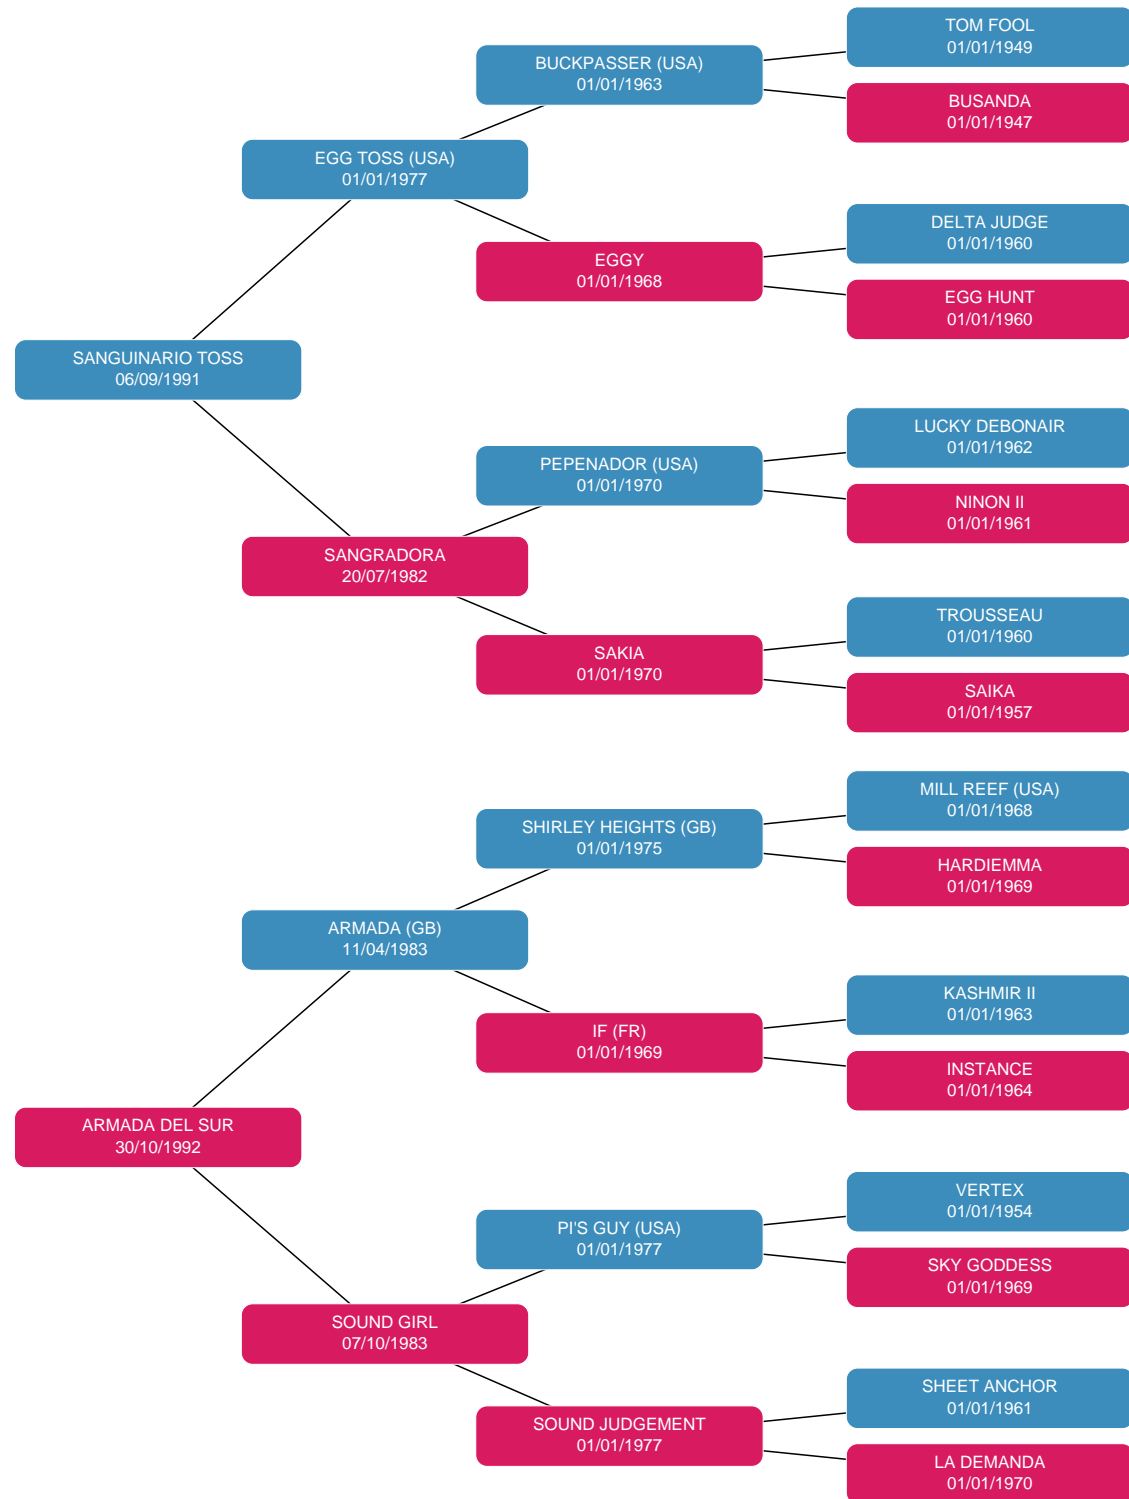 TOM FOOL
01/01/1949
BUCKPASSER (USA)
01/01/1963
BUSANDA
01/01/1947
EGG TOSS (USA)
01/01/1977
DELTA JUDGE
01/01/1960
EGGY
01/01/1968
EGG HUNT
01/01/1960
SANGUINARIO TOSS
06/09/1991
LUCKY DEBONAIR
01/01/1962
PEPENADOR (USA)
01/01/1970
NINON II
01/01/1961
SANGRADORA
20/07/1982
TROUSSEAU
01/01/1960
SAKIA
01/01/1970
SAIKA
01/01/1957
MILL REEF (USA)
01/01/1968
SHIRLEY HEIGHTS (GB)
01/01/1975
HARDIEMMA
01/01/1969
ARMADA (GB)
11/04/1983
KASHMIR II
01/01/1963
IF (FR)
01/01/1969
INSTANCE
01/01/1964
ARMADA DEL SUR
30/10/1992
VERTEX
01/01/1954
PI'S GUY (USA)
01/01/1977
SKY GODDESS
01/01/1969
SOUND GIRL
07/10/1983
SHEET ANCHOR
01/01/1961
SOUND JUDGEMENT
01/01/1977
LA DEMANDA
01/01/1970